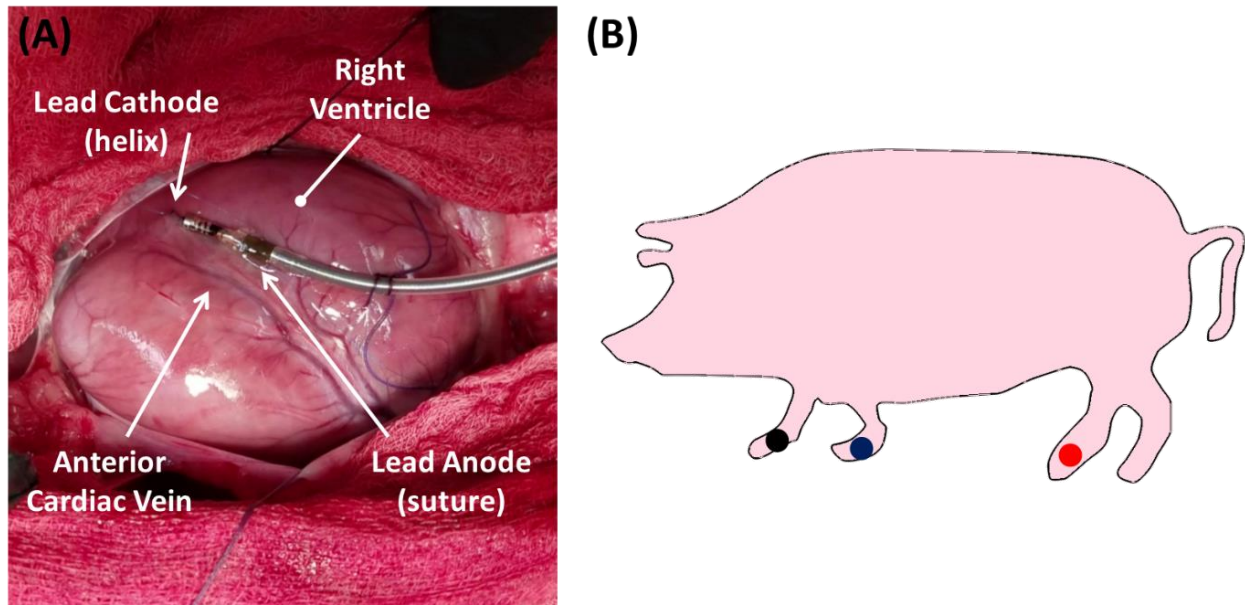 (A)
Lead Cathode
(helix)
Right
Ventricle
Anterior
Cardiac Vein
Lead Anode
(suture)
(B)